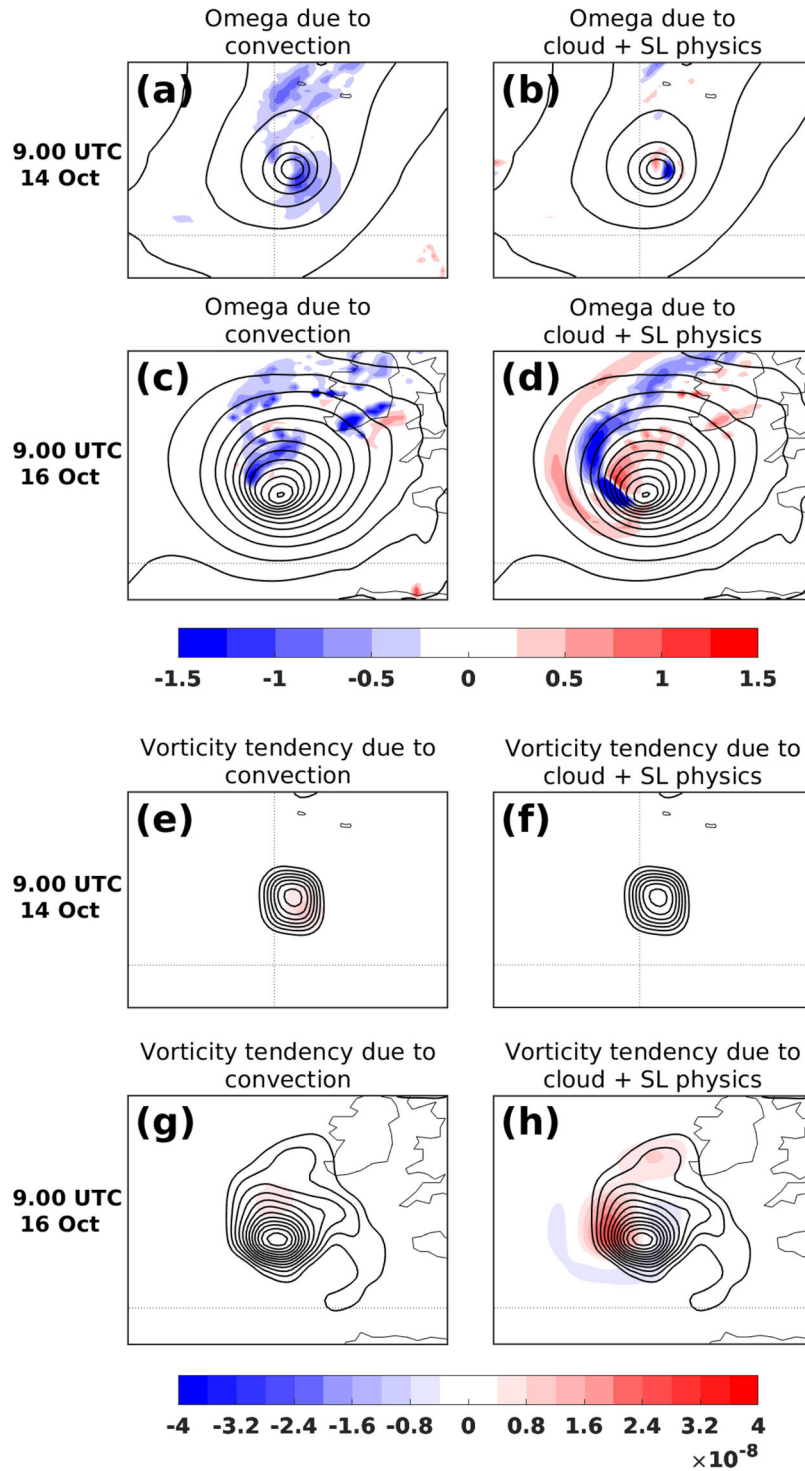 Omega due to
convection
Omega due to
cloud + SL physics
9.00 UTC
14 Oct
(a)
(b)
Omega due to
convection
Omega due to
cloud + SL physics
9.00 UTC
16 Oct
(c)
(d)
-1.5 -1 -0.5 0 0.5 1 1.5
Vorticity tendency due to
convection
Vorticity tendency due to
cloud + SL physics
9.00 UTC
14 Oct
(e)
(f)
Vorticity tendency due to
convection
Vorticity tendency due to
cloud + SL physics
9.00 UTC
16 Oct
(g)
(h)
-4 -3.2 -2.4 -1.6 -0.8 0 0.8 1.6 2.4 3.2 4
×10⁻⁸